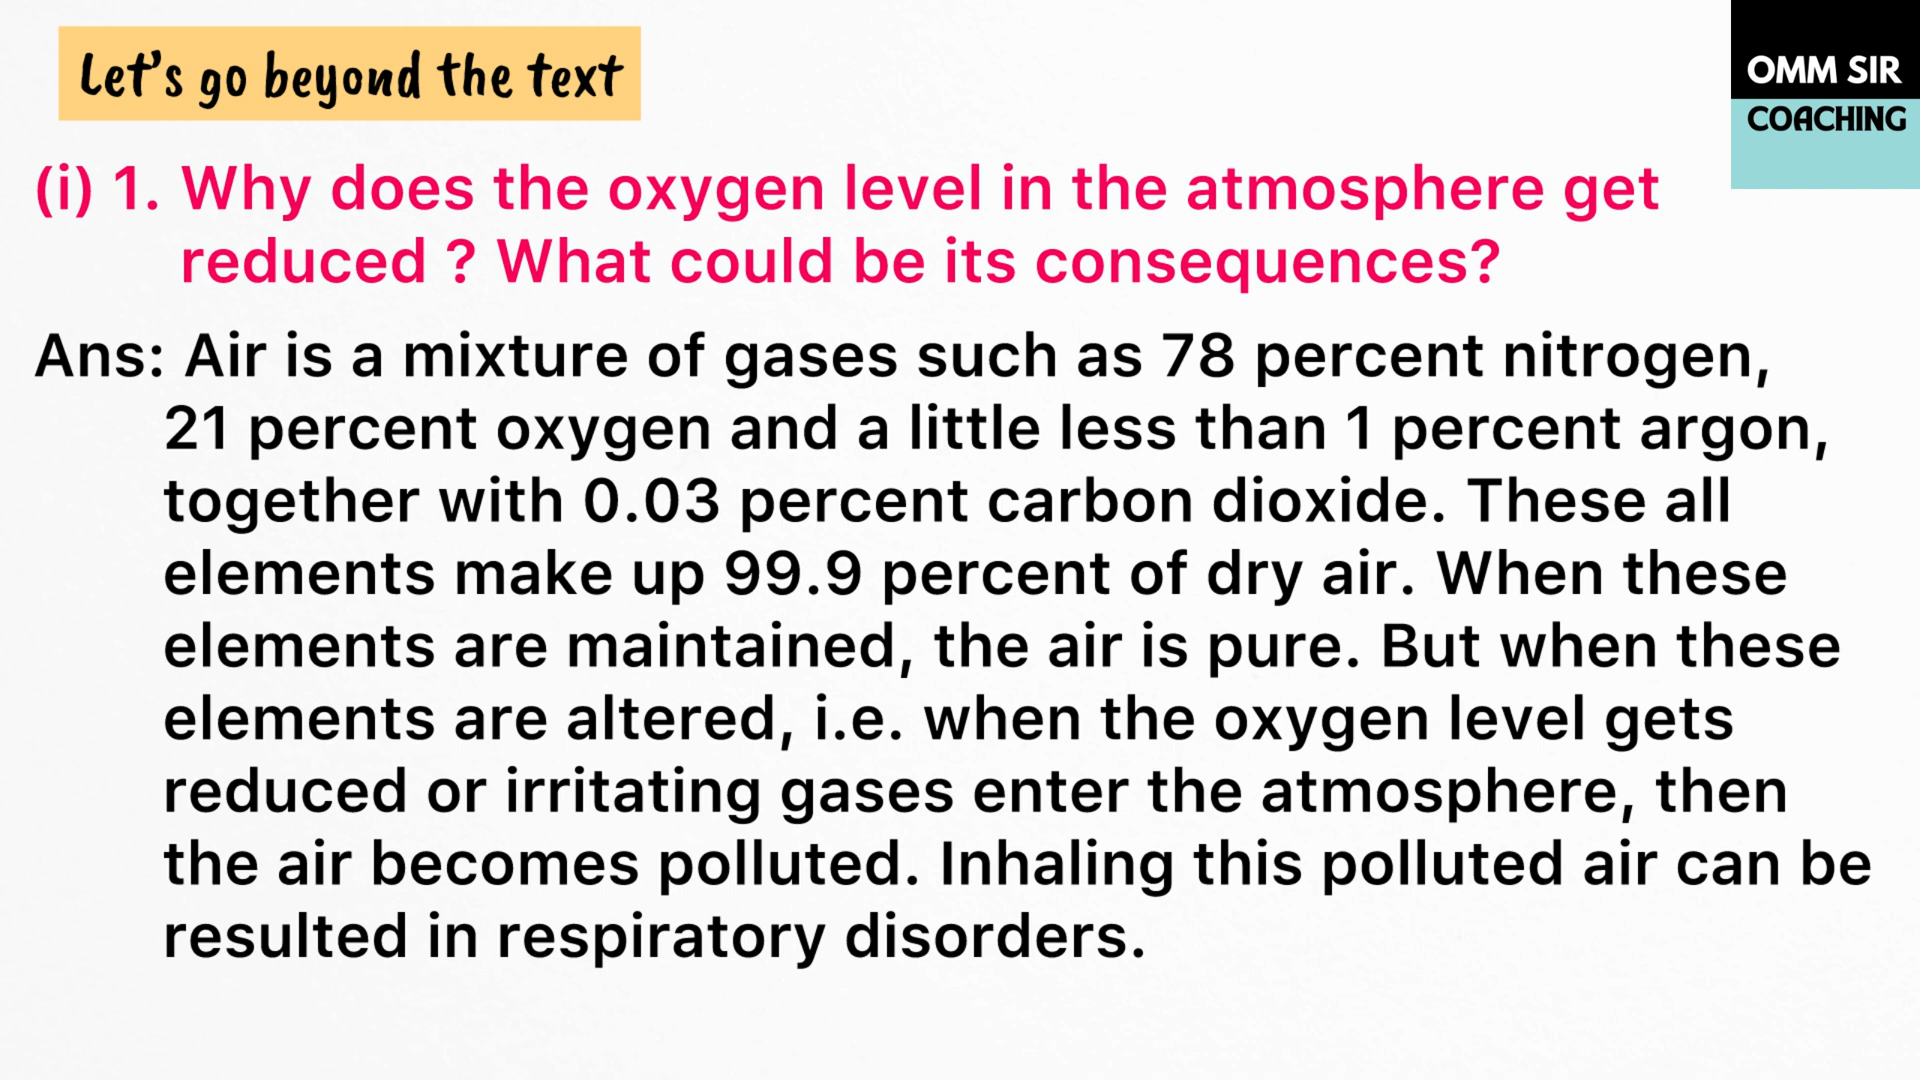 Let's go beyond the text
OMM SIR
COACHING
(i) 1. Why does the oxygen level in the atmosphere get
reduced ? What could be its consequences?
Ans: Air is a mixture of gases such as 78 percent nitrogen,
21 percent oxygen and a little less than 1 percent argon,
together with 0.03 percent carbon dioxide. These all
elements make up 99.9 percent of dry air. When these
elements are maintained, the air is pure. But when these
elements are altered, i.e. when the oxygen level gets
reduced or irritating gases enter the atmosphere, then
the air becomes polluted. Inhaling this polluted air can be
resulted in respiratory disorders.